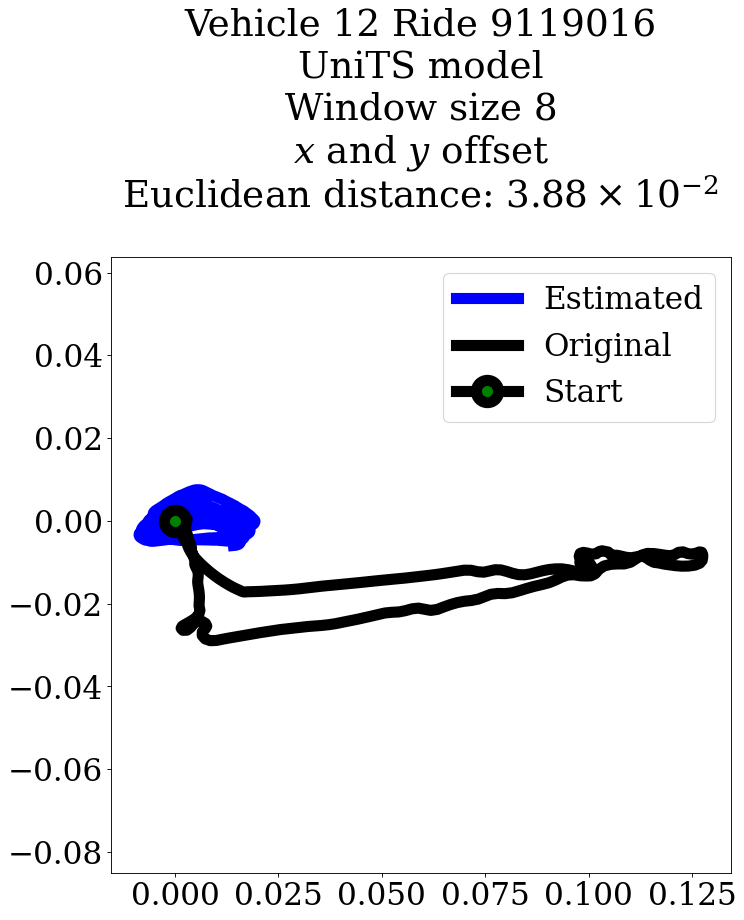 Vehicle 12 Ride 9119016
UniTS model
Window size 8
x and y offset
Euclidean distance: 3.88 × 10⁻²
Estimated
Original
Start
0.06
0.04
0.02
0.00
−0.02
−0.04
−0.06
−0.08
0.000 0.025 0.050 0.075 0.100 0.125